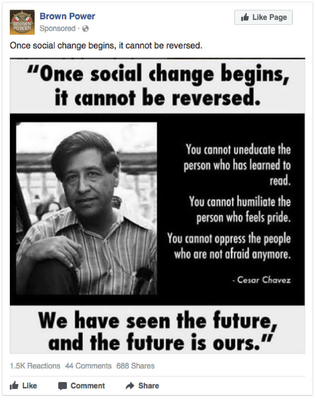 Brown Power
Like Page
Sponsored ·
Once social change begins, it cannot be reversed.
“Once social change begins,
it cannot be reversed.
You cannot uneducate the
person who has learned to
read.
You cannot humiliate the
person who feels pride.
You cannot oppress the people
who are not afraid anymore.
- Cesar Chavez
We have seen the future,
and the future is ours.”
1.5K Reactions 44 Comments 688 Shares
Like Comment Share